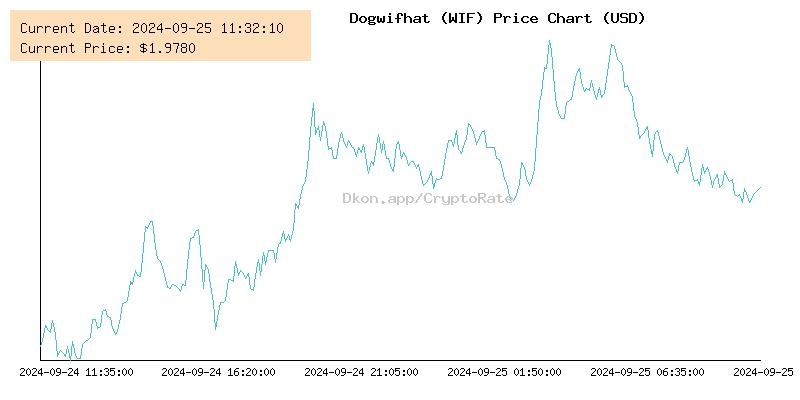 Dogwifhat (WIF) Price Chart (USD)
Current Date: 2024-09-25 11:32:10
Current Price: $1.9780
Dkon.app/CryptoRate
2024-09-24 11:35:00 2024-09-24 16:20:00 2024-09-24 21:05:00 2024-09-25 01:50:00 2024-09-25 06:35:00 2024-09-25